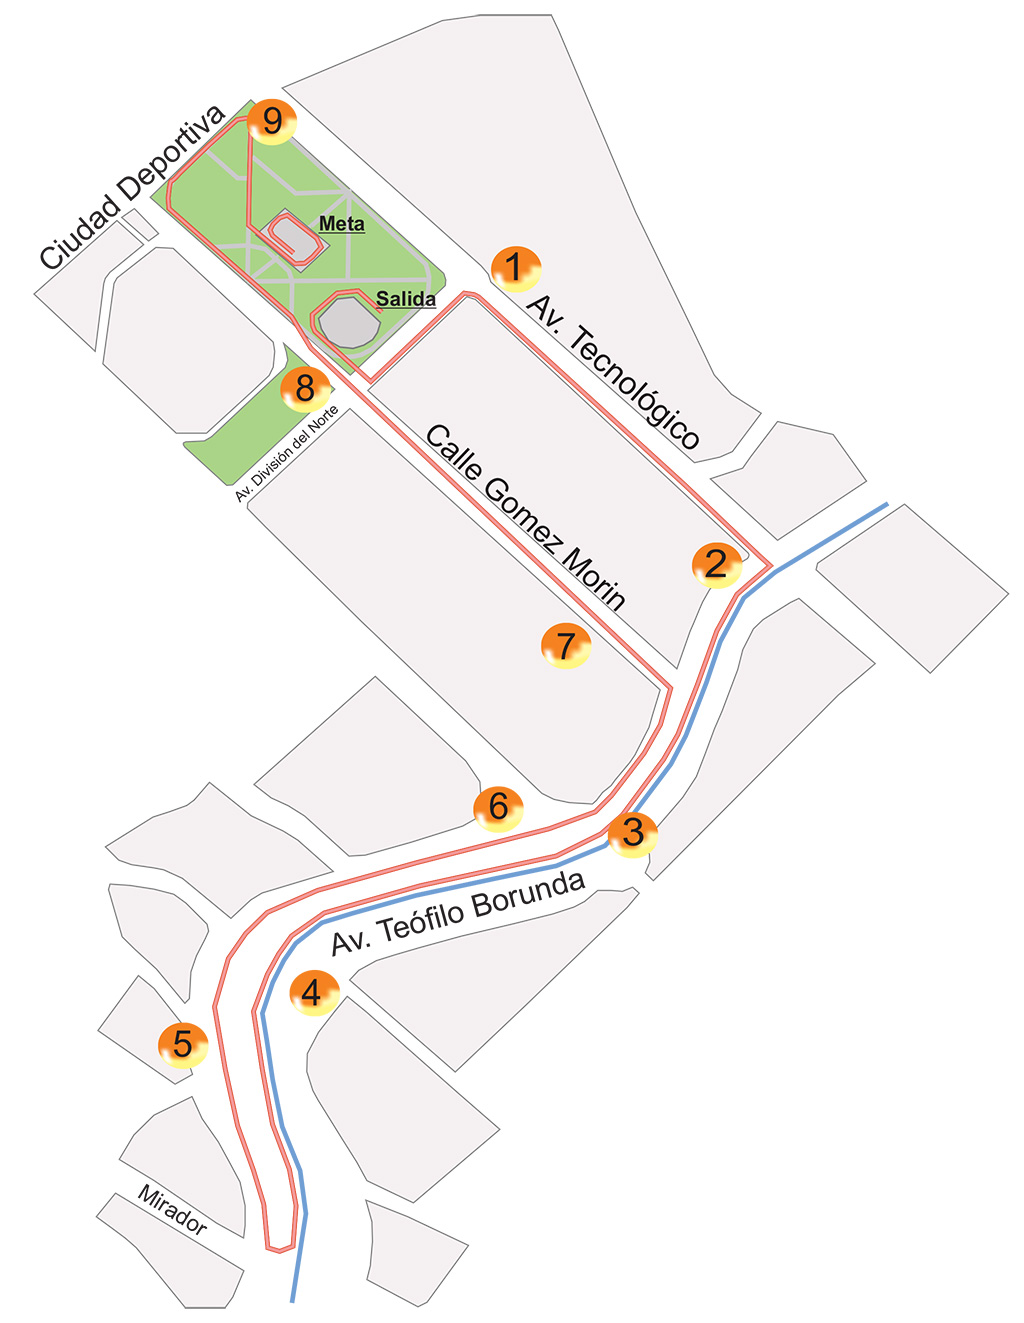 9
Ciudad Deportiva
Meta
1
Salida
Av. Tecnológico
8
Av. División del Norte
Calle Gomez Morin
2
7
6
3
Av. Teófilo Borunda
4
5
Mirador